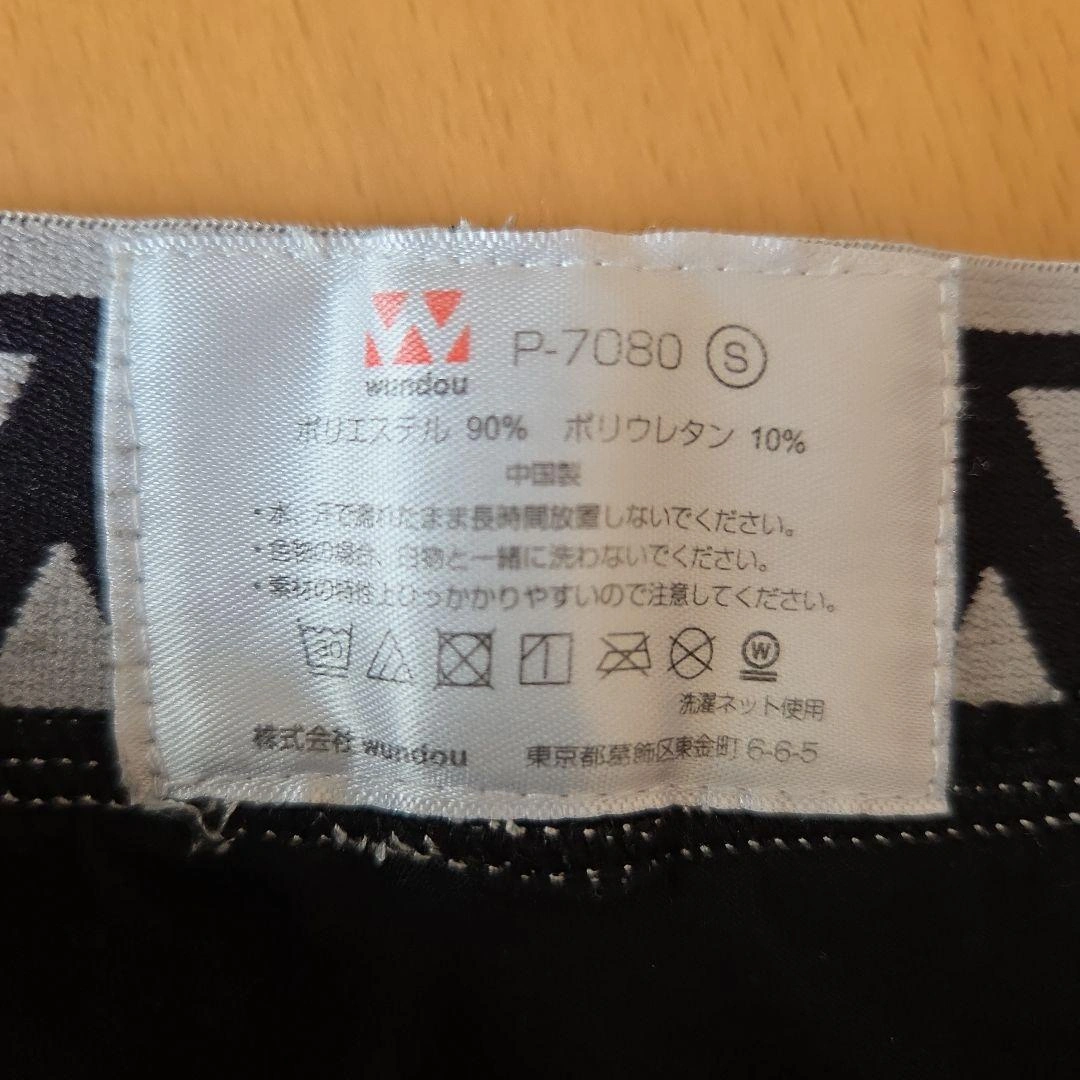 wundou P-7080 S
ポリエステル 90% ポリウレタン 10%
中国製
・水、汗で濡れたまま長時間放置しないでください。
・色物の場合、白物と一緒に洗わないでください。
・素材の特性上ひっかかりやすいので注意してください。
30 W
洗濯ネット使用
株式会社 wundou 東京都葛飾区東金町 6-6-5